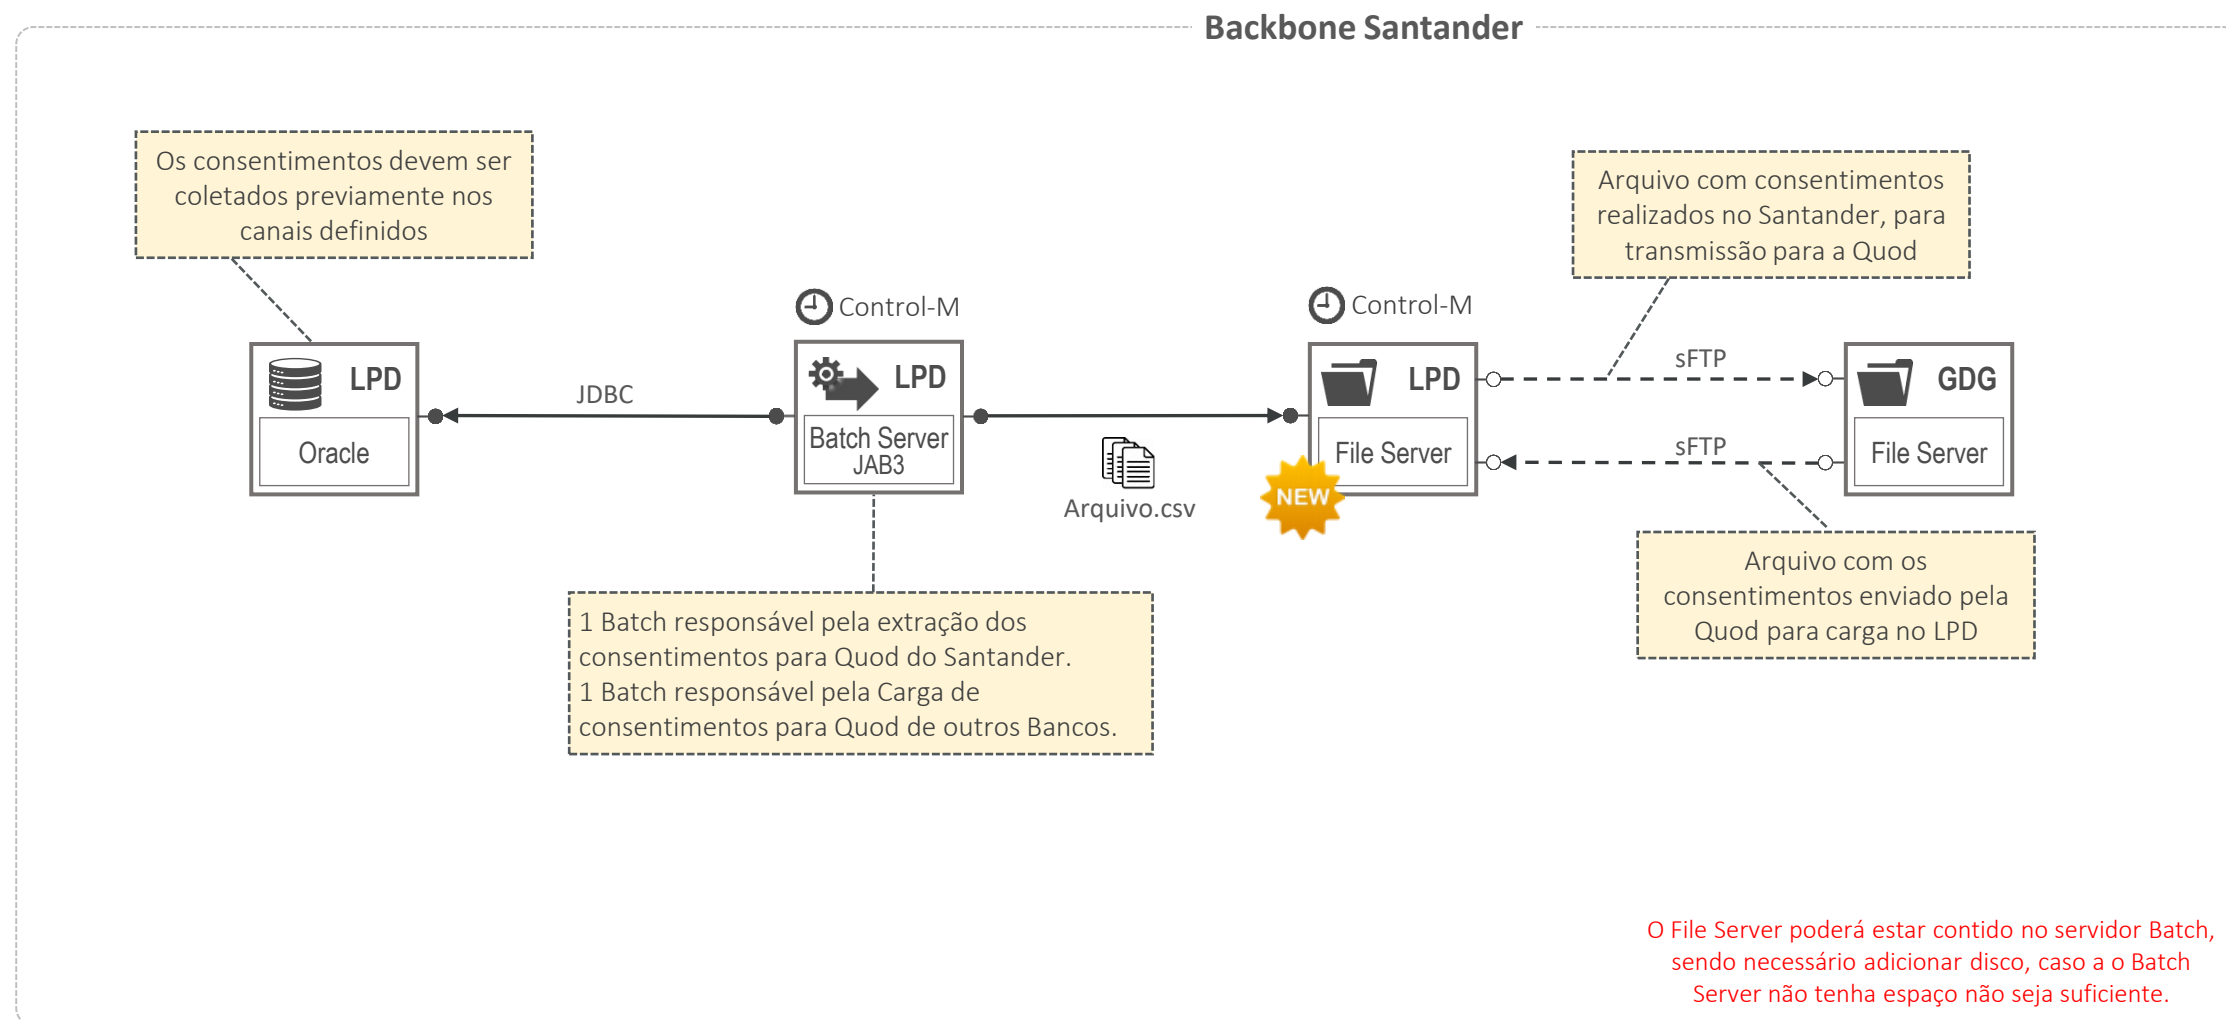 Backbone Santander
Os consentimentos devem ser
coletados previamente nos
canais definidos
Arquivo com consentimentos
realizados no Santander, para
transmissão para a Quod
Control-M
Control-M
LPD
Oracle
JDBC
LPD
Batch Server
JAB3
Arquivo.csv
LPD
File Server
NEW
sFTP
sFTP
GDG
File Server
1 Batch responsável pela extração dos
consentimentos para Quod do Santander.
1 Batch responsável pela Carga de
consentimentos para Quod de outros Bancos.
Arquivo com os
consentimentos enviado pela
Quod para carga no LPD
O File Server poderá estar contido no servidor Batch,
sendo necessário adicionar disco, caso a o Batch
Server não tenha espaço não seja suficiente.